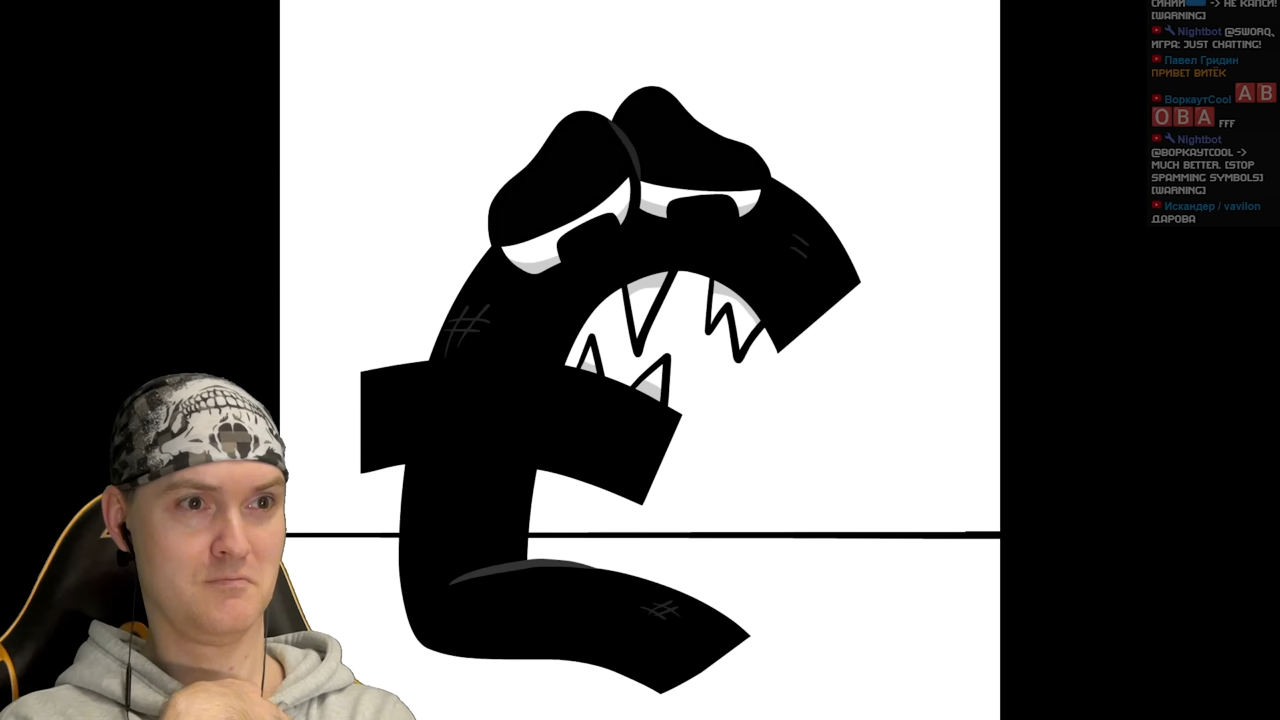 СИНИЙ -> НЕ КАПСИ!
[WARNING]
Nightbot @SWORQ,
ИГРА: JUST CHATTING!
Павел Гридин
ПРИВЕТ ВИТЁК
ВоркаутCool А В
О В А FFF
Nightbot
@ВОРКАУТCOOL ->
MUCH BETTER. [STOP
SPAMMING SYMBOLS]
[WARNING]
Искандер / vavilon
ДАРОВА